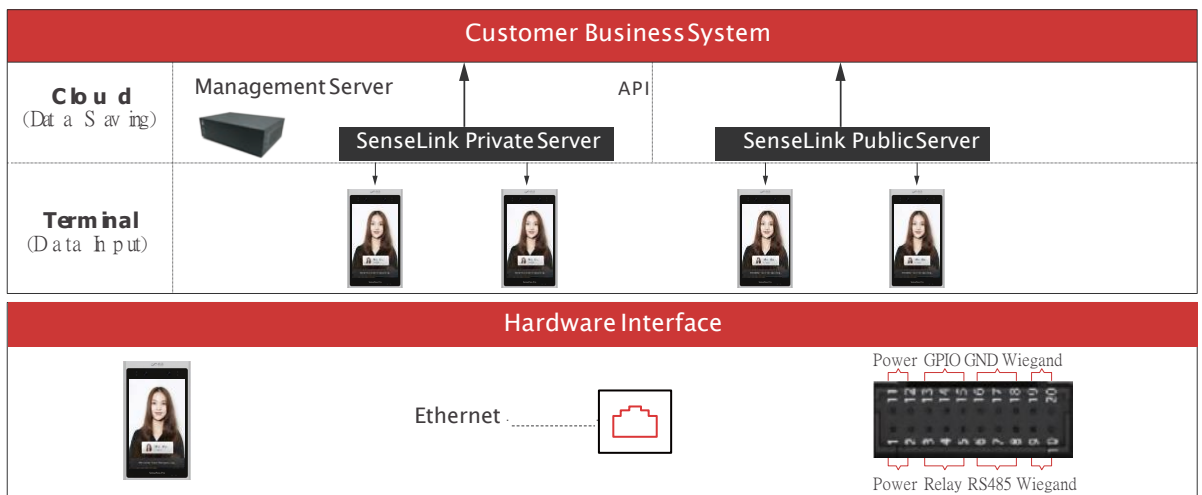 Customer Business System
Cloud
(Data Saving)
Management Server
API
SenseLink Private Server
SenseLink Public Server
Terminal
(Data Input)
Hardware Interface
Ethernet
Power GPIO GND Wiegand
11 12 13 14 15 16 17 18 19 20
1 2 3 4 5 6 7 8 9 10
Power Relay RS485 Wiegand